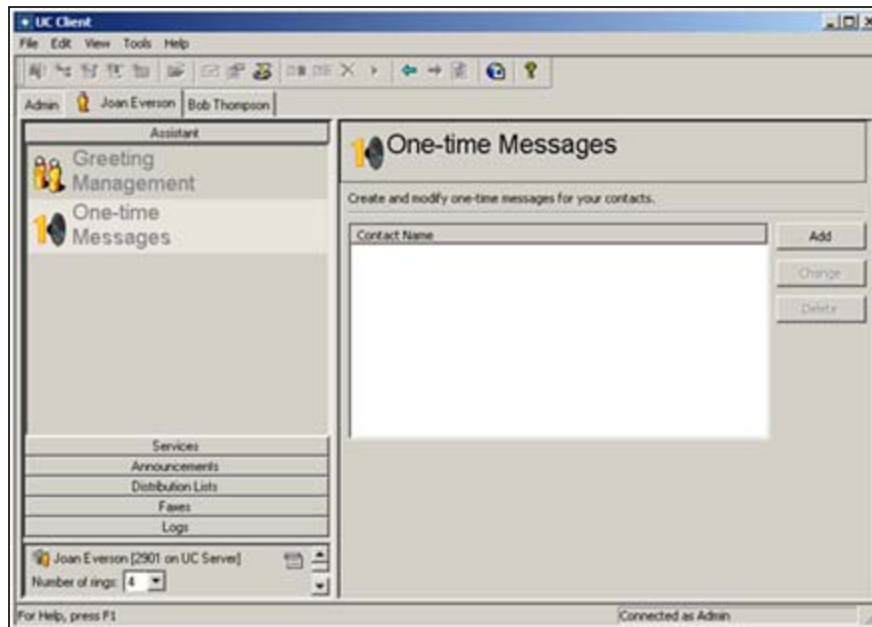 UC Client
File Edit View Tools Help
Admin Joan Everson Bob Thompson
Assistant
Greeting
Management
One-time
Messages
Services
Announcements
Distribution Lists
Faxes
Logs
Joan Everson [2901 on UC Server]
Number of rings: 4
One-time Messages
Create and modify one-time messages for your contacts.
Contact Name
Add
Change
Delete
For Help, press F1
Connected as Admin